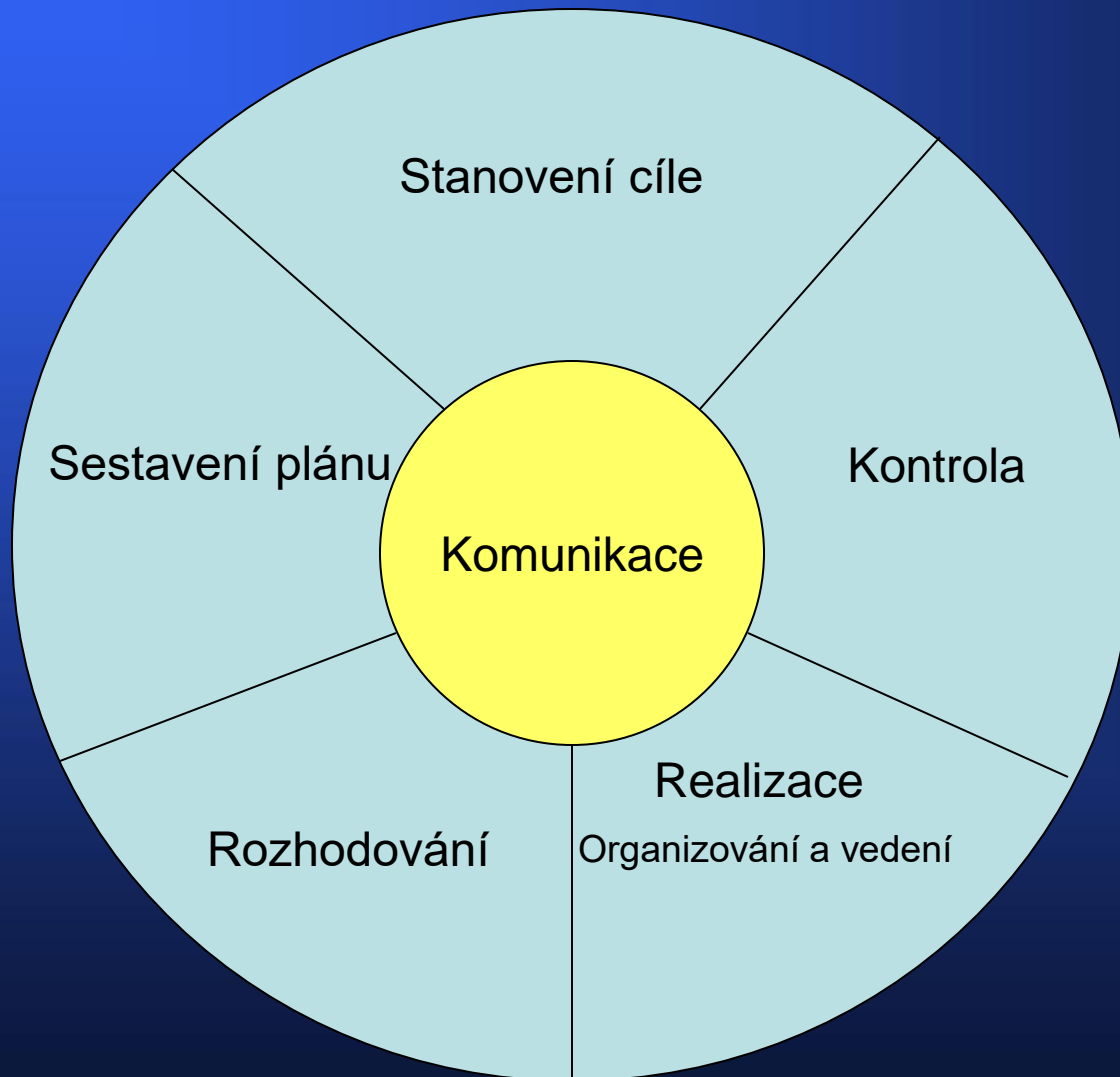 Stanovení cíle
Sestavení plánu
Kontrola
Komunikace
Realizace
Rozhodování
Organizování a vedení